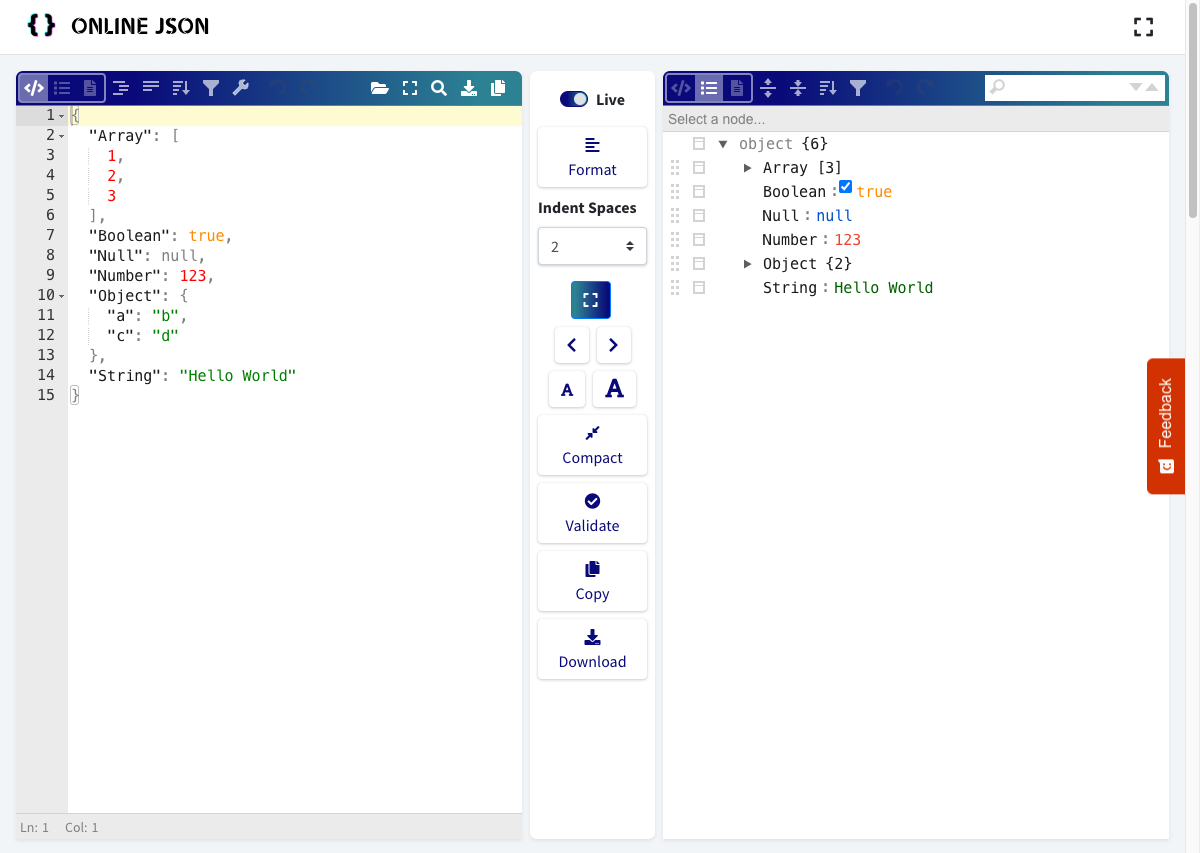 ONLINE JSON
1 {
2 "Array": [
3 1,
4 2,
5 3
6 ],
7 "Boolean": true,
8 "Null": null,
9 "Number": 123,
10 "Object": {
11 "a": "b",
12 "c": "d"
13 },
14 "String": "Hello World"
15 }
Ln: 1 Col: 1
Live
Format
Indent Spaces
2
A A
Compact
Validate
Copy
Download
Select a node...
object {6}
Array [3]
Boolean : true
Null : null
Number : 123
Object {2}
String : Hello World
Feedback